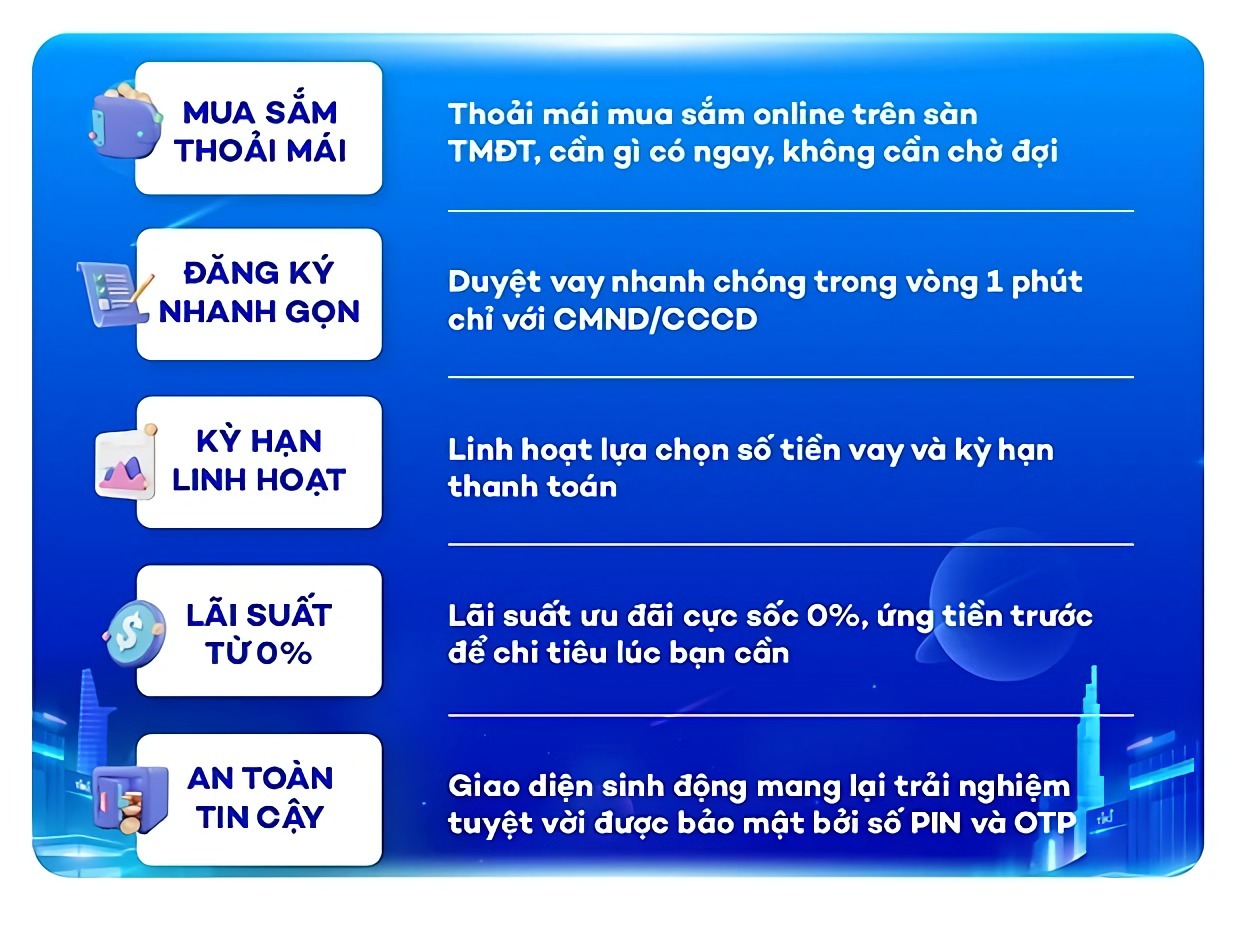 MUA SẮM
THOẢI MÁI
Thoải mái mua sắm online trên sàn
TMĐT, cần gì có ngay, không cần chờ đợi
ĐĂNG KÝ
NHANH GỌN
Duyệt vay nhanh chóng trong vòng 1 phút
chỉ với CMND/CCCD
KỲ HẠN
LINH HOẠT
Linh hoạt lựa chọn số tiền vay và kỳ hạn
thanh toán
LÃI SUẤT
TỪ 0%
Lãi suất ưu đãi cực sốc 0%, ứng tiền trước
để chi tiêu lúc bạn cần
AN TOÀN
TIN CẬY
Giao diện sinh động mang lại trải nghiệm
tuyệt vời được bảo mật bởi số PIN và OTP